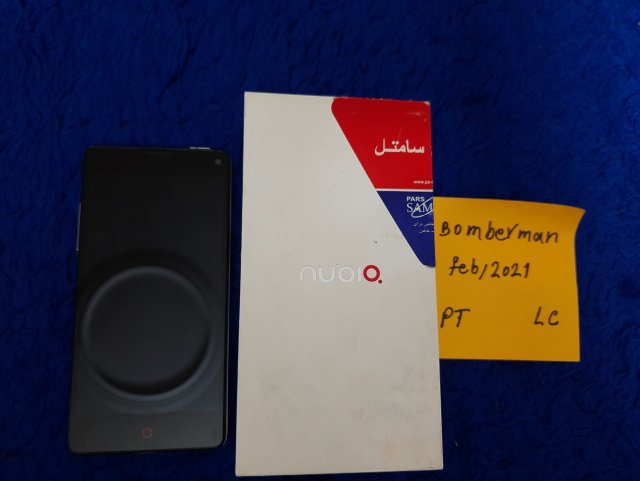 سامتل
PARS
nubia
Bomberman
feb/2021
PT LC